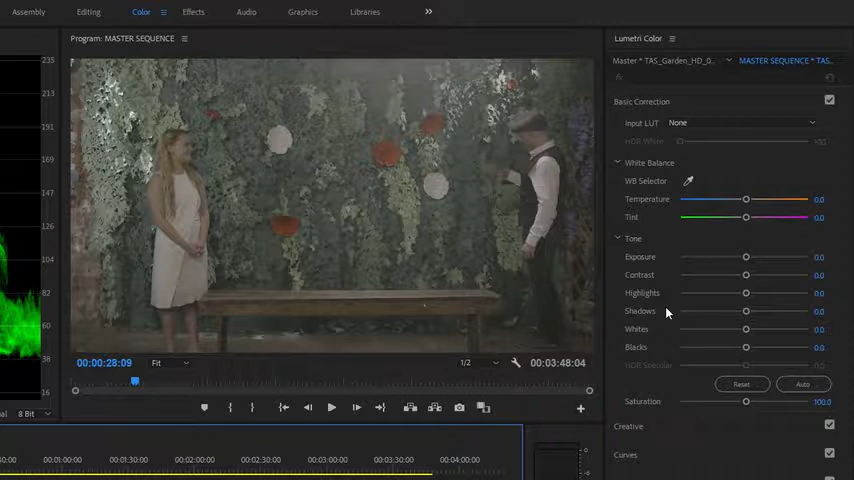 Assembly Editing Color Effects Audio Graphics Libraries
Program: MASTER SEQUENCE
Lumetri Color
Master * TAS_Garden_HD_0... MASTER SEQUENCE * TAS...
fx
Basic Correction
Input LUT None
HDR White 100
White Balance
WB Selector
Temperature 0.0
Tint 0.0
Tone
Exposure 0.0
Contrast 0.0
Highlights 0.0
Shadows 0.0
Whites 0.0
Blacks 0.0
HDR Specular 0.0
Reset Auto
Saturation 100.0
Creative
Curves
235
213
191
169
147
126
104
82
60
38
16
8 Bit
00:00:28:09 Fit 1/2 00:03:48:04
00:01:00:00 00:01:30:00 00:02:00:00 00:02:30:00 00:03:00:00 00:03:30:00 00:04:00:00
0
-6